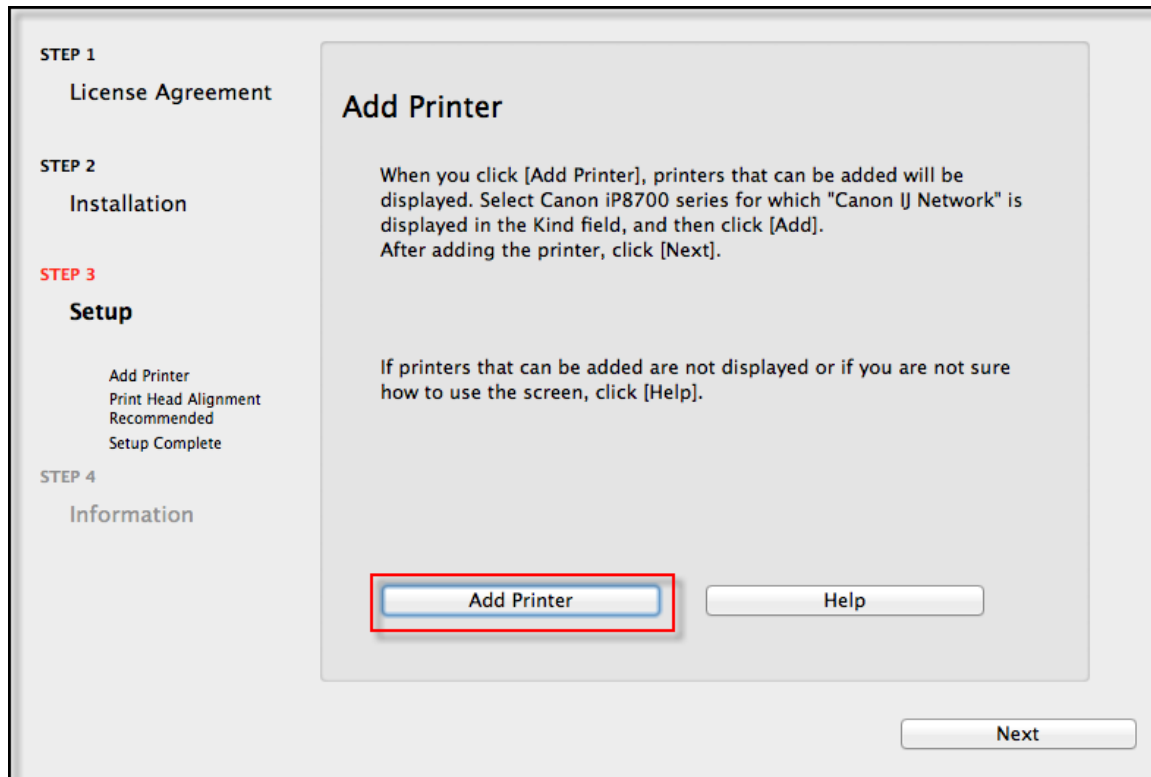 STEP 1
License Agreement
STEP 2
Installation
STEP 3
Setup
Add Printer
Print Head Alignment
Recommended
Setup Complete
STEP 4
Information
Add Printer
When you click [Add Printer], printers that can be added will be
displayed. Select Canon iP8700 series for which "Canon IJ Network" is
displayed in the Kind field, and then click [Add].
After adding the printer, click [Next].
If printers that can be added are not displayed or if you are not sure
how to use the screen, click [Help].
Add Printer
Help
Next